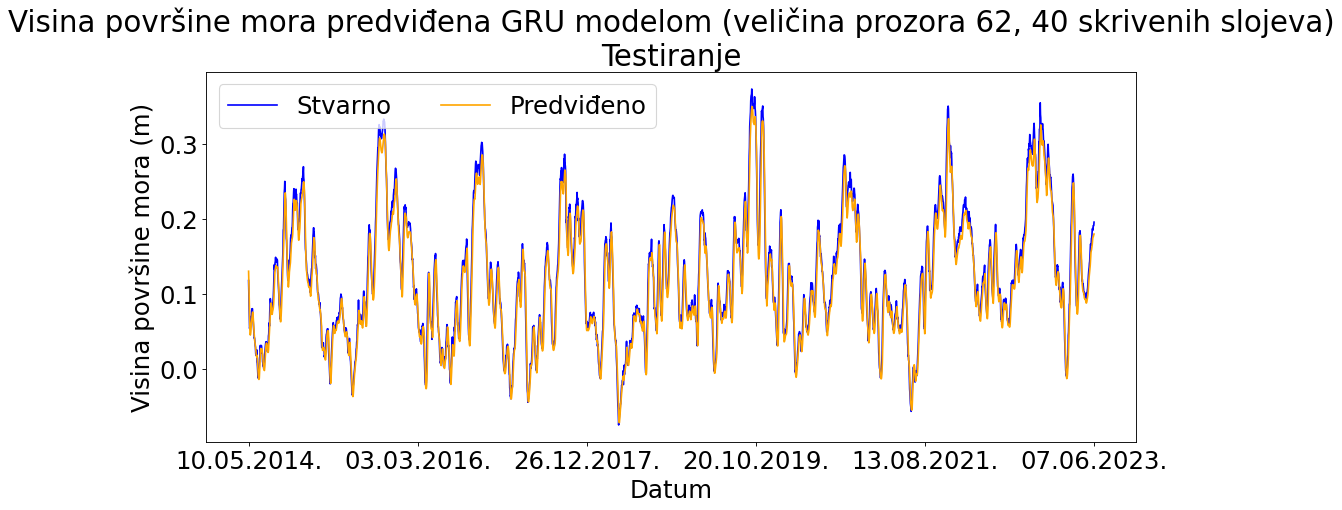 Visina površine mora predviđena GRU modelom (veličina prozora 62, 40 skrivenih slojeva)
Testiranje
Stvarno
Predviđeno
Visina površine mora (m)
0.3
0.2
0.1
0.0
10.05.2014.
03.03.2016.
26.12.2017.
20.10.2019.
13.08.2021.
07.06.2023.
Datum